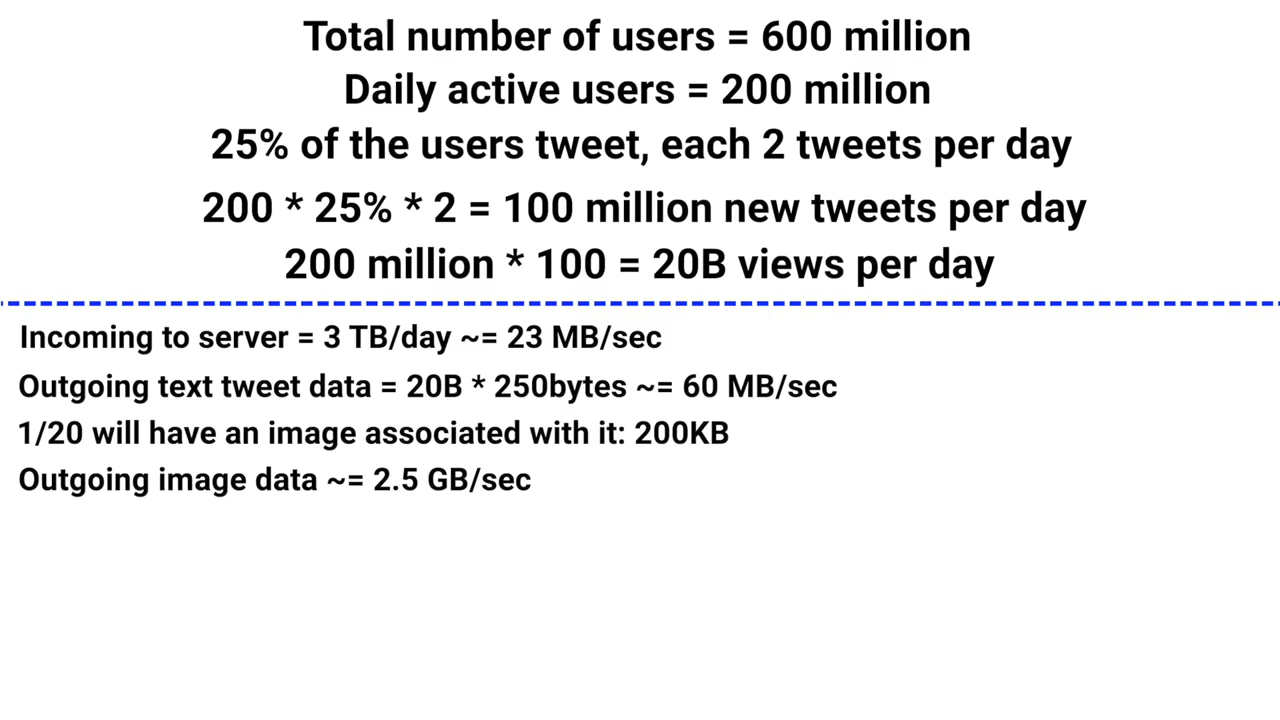 Total number of users = 600 million
Daily active users = 200 million
25% of the users tweet, each 2 tweets per day
200 * 25% * 2 = 100 million new tweets per day
200 million * 100 = 20B views per day
Incoming to server = 3 TB/day ~= 23 MB/sec
Outgoing text tweet data = 20B * 250bytes ~= 60 MB/sec
1/20 will have an image associated with it: 200KB
Outgoing image data ~= 2.5 GB/sec